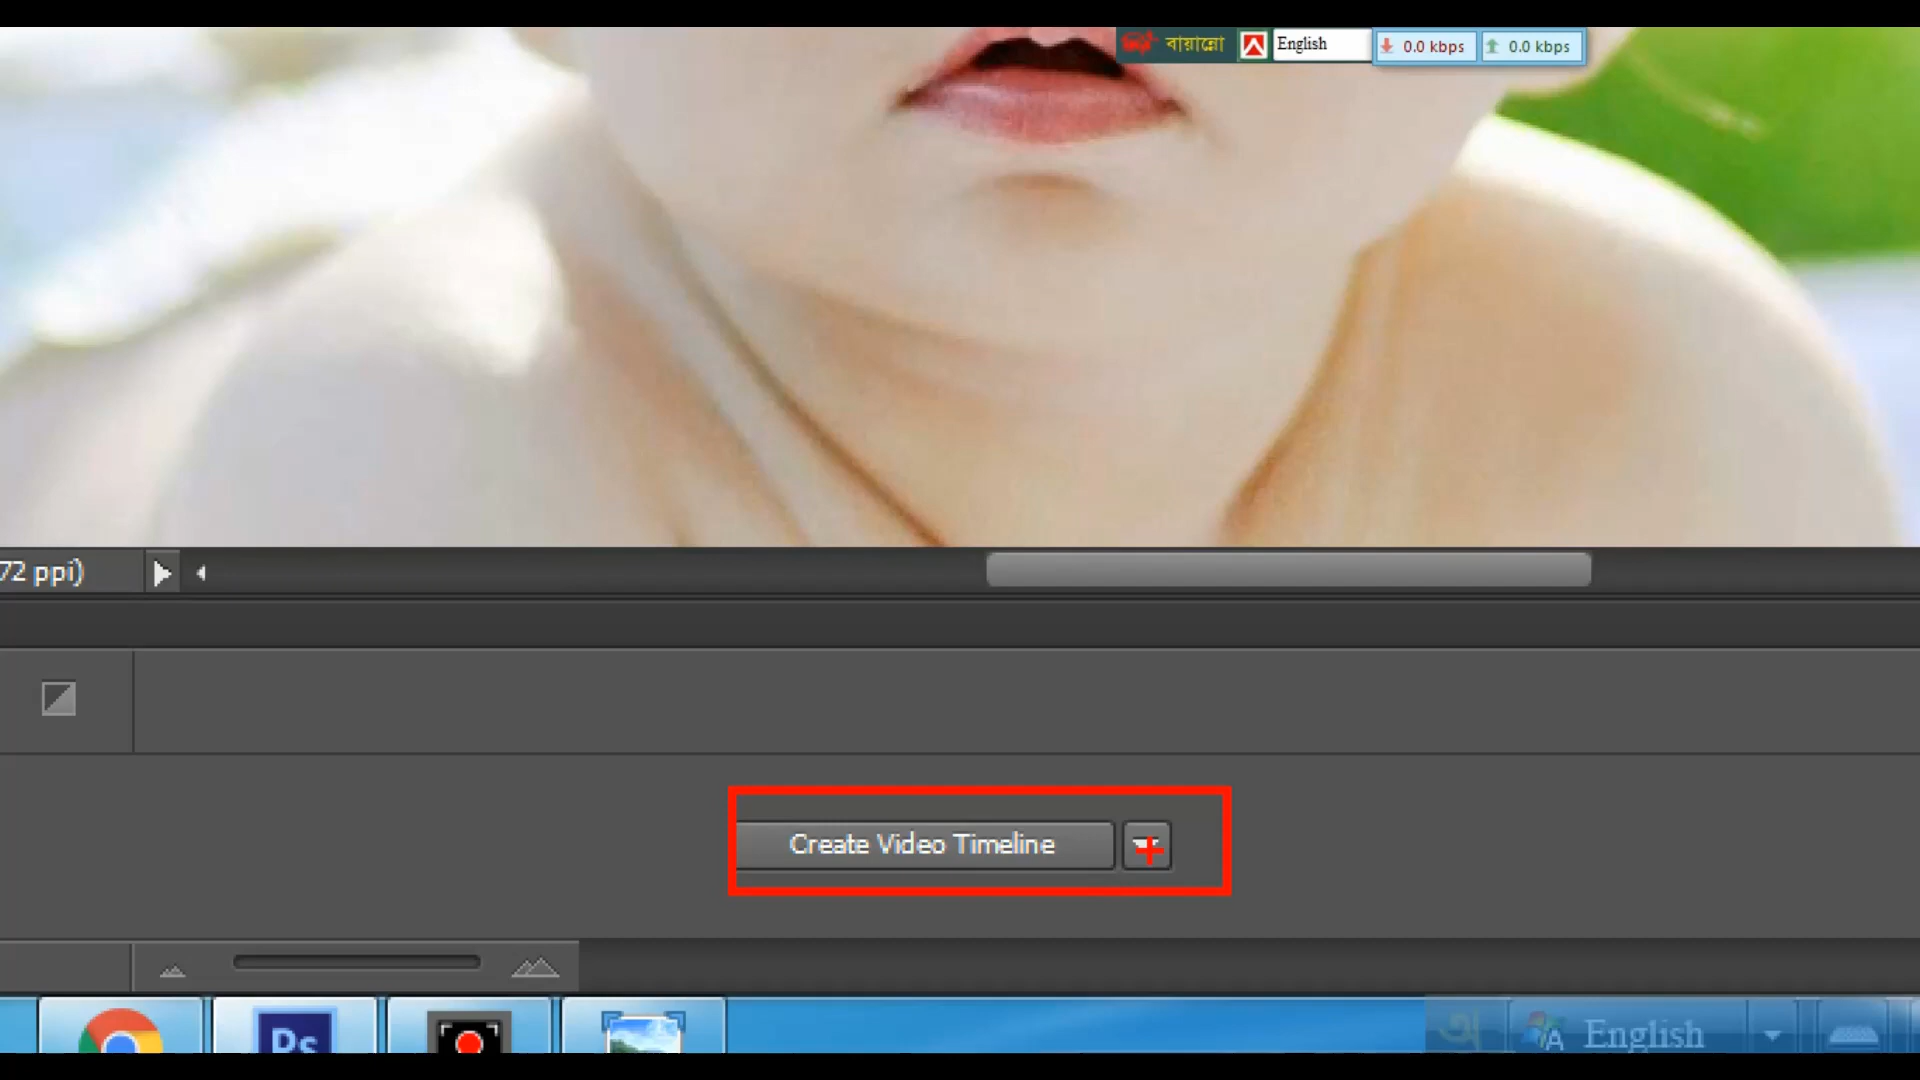 বায়ান্নো
English
0.0 kbps
0.0 kbps
72 ppi)
Create Video Timeline
Ps
অ
A
English